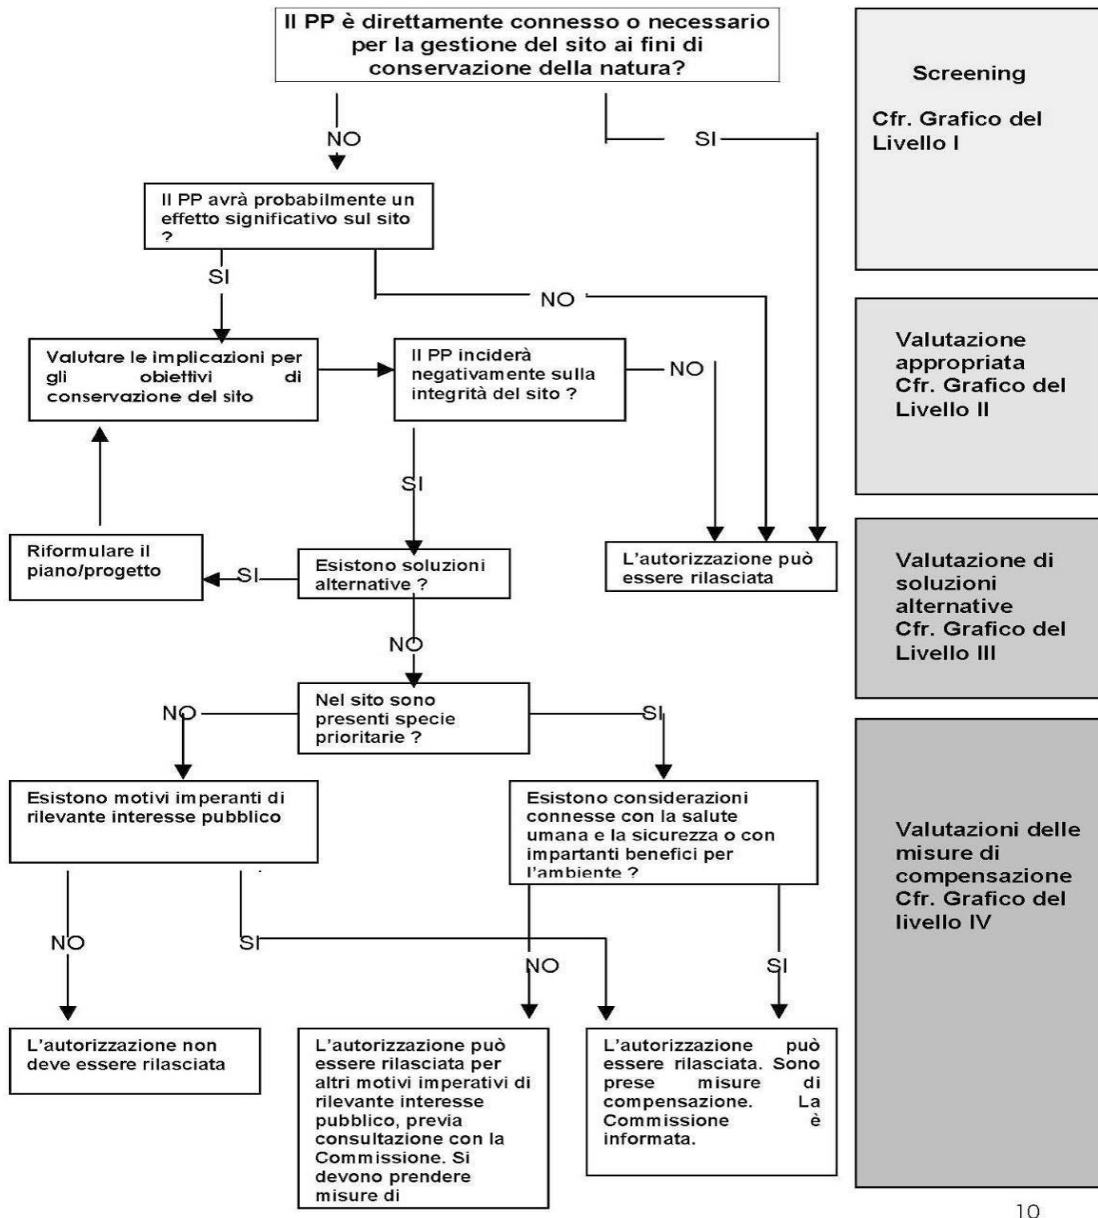 Il PP è direttamente connesso o necessario
per la gestione del sito ai fini di
conservazione della natura?
NO
SI
Screening
Cfr. Grafico del
Livello I
Il PP avrà probabilmente un
effetto significativo sul sito
?
SI
NO
Valutare le implicazioni per
gli obiettivi di
conservazione del sito
Il PP inciderà
negativamente sulla
integrità del sito ?
NO
Valutazione
appropriata
Cfr. Grafico del
Livello II
SI
Riformulare il
piano/progetto
SI
Esistono soluzioni
alternative ?
L'autorizzazione può
essere rilasciata
Valutazione di
soluzioni
alternative
Cfr. Grafico del
Livello III
NO
Nel sito sono
presenti specie
prioritarie ?
NO
SI
Esistono motivi imperanti di
rilevante interesse pubblico
Esistono considerazioni
connesse con la salute
umana e la sicurezza o con
impartanti benefici per
l'ambiente ?
Valutazioni delle
misure di
compensazione
Cfr. Grafico del
livello IV
NO
SI
NO
SI
L'autorizzazione non
deve essere rilasciata
L'autorizzazione può
essere rilasciata per
altri motivi imperativi di
rilevante interesse
pubblico, previa
consultazione con la
Commissione. Si
devono prendere
misure di
L'autorizzazione può
essere rilasciata. Sono
prese misure di
compensazione. La
Commissione è
informata.
10